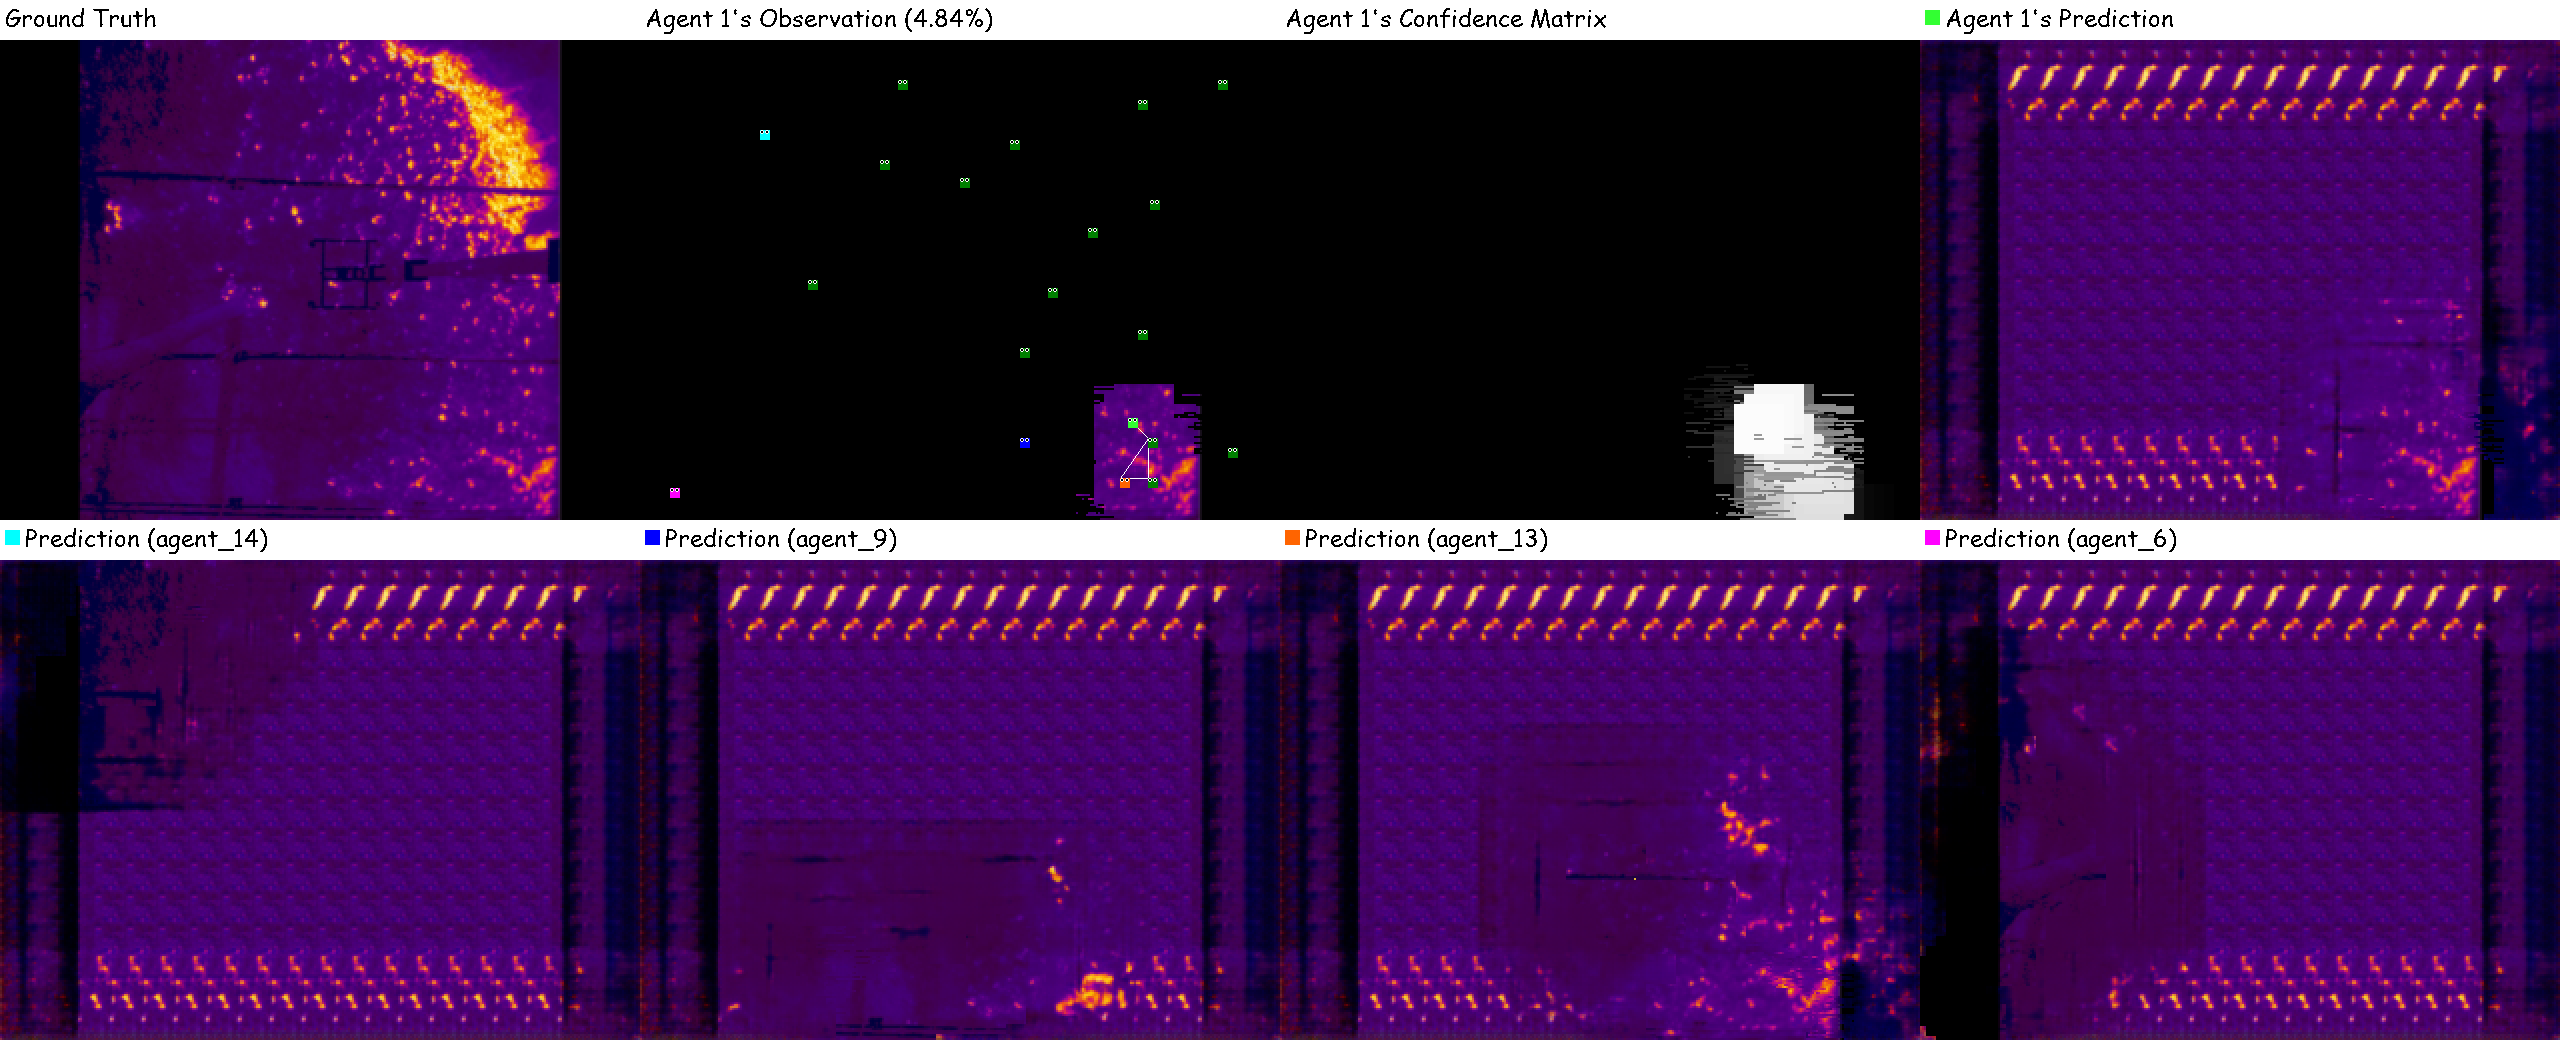 Ground Truth
Agent 1's Observation (4.84%)
Agent 1's Confidence Matrix
Agent 1's Prediction
Prediction (agent_14)
Prediction (agent_9)
Prediction (agent_13)
Prediction (agent_6)